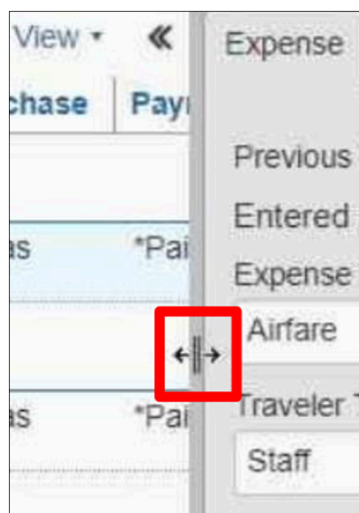 View
Expense
chase Pay
Previous
Entered
as *Pai
Expense
Airfare
Traveler T
as *Pai
Staff